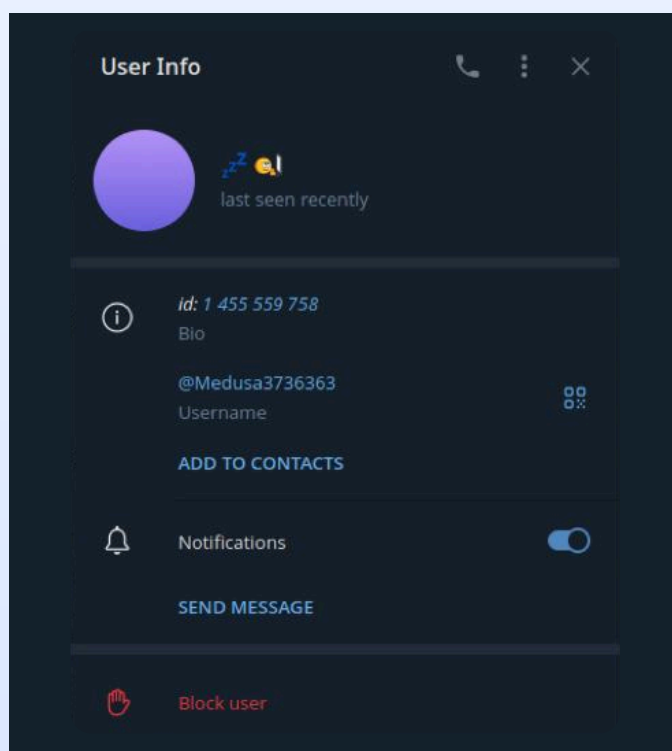 User Info
💤
last seen recently
id: 1 455 559 758
Bio
@Medusa3736363
Username
ADD TO CONTACTS
Notifications
SEND MESSAGE
Block user